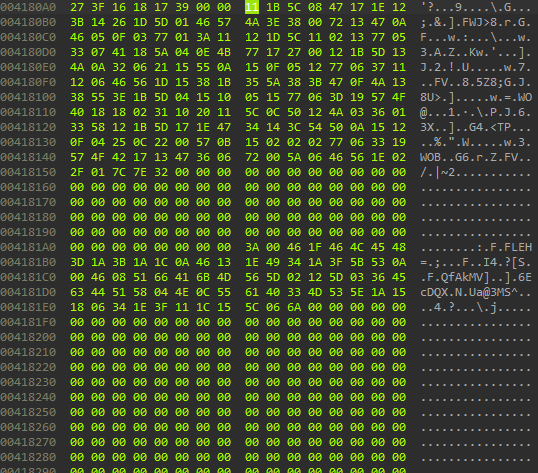 004180A0 27 3F 16 18 17 39 00 00 11 1B 5C 08 47 17 1E 12 '?...9....\.G...
004180B0 3B 14 26 1D 5D 01 46 57 4A 3E 38 00 72 13 47 0A ;.&.].FWJ>8.r.G.
004180C0 46 05 0F 03 77 01 3A 11 12 1D 5C 11 02 13 77 05 F...w.:...\...w.
004180D0 33 07 41 18 5A 04 0E 4B 77 17 27 00 12 1B 5D 13 3.A.Z..Kw.'...].
004180E0 4A 0A 32 06 21 15 55 0A 15 0F 05 12 77 06 37 15 J.2.!.U.....w.7.
004180F0 12 06 46 56 1D 15 38 1B 35 5A 38 3B 47 0F 4A 13 ..FV..8.5Z8;G.J.
00418100 38 55 3E 1B 5D 04 15 10 05 15 77 06 3D 19 57 4F 8U>.].....w.=.WO
00418110 40 18 18 02 31 10 20 11 5C 0C 50 12 4A 03 36 01 @...1. .\.P.J.6.
00418120 33 58 12 1B 5D 17 1E 47 34 14 3C 54 50 0A 15 12 3X..]..G4.<TP...
00418130 0F 04 25 0C 22 00 57 0B 15 02 02 02 77 06 33 19 ..%.".W.....w.3.
00418140 57 4F 42 17 13 47 36 06 72 00 5A 06 46 56 1E 02 WOB..G6.r.Z.FV..
00418150 2F 01 7C 7E 32 00 00 00 00 00 00 00 00 00 00 00 /.|~2...........
00418170 00 00 00 00 00 00 00 00 00 00 00 00 00 00 00 00 ................
00418180 00 00 00 00 00 00 00 00 00 00 00 00 00 00 00 00 ................
00418190 00 00 00 00 00 00 00 00 00 00 00 00 00 00 00 00 ................
004181A0 00 00 00 00 00 00 00 00 3A 00 46 1F 46 4C 45 48 ........:.F.FLEH
004181B0 3D 1A 3B 1A 1C 0A 46 13 1E 49 34 1A 3F 5B 53 0A =.;...F..I4.?[S.
004181C0 00 46 08 51 66 41 6B 4D 56 5D 02 12 5D 03 36 45 .F.QfAkMV]..].6E
004181D0 63 44 51 58 04 4E 0C 55 61 40 33 4D 53 5E 1A 15 cDQX.N.Ua@3MS^..
004181E0 18 06 34 1E 3F 11 1C 15 5C 06 6A 00 00 00 00 00 ..4.?...\.j.....
004181F0 00 00 00 00 00 00 00 00 00 00 00 00 00 00 00 00 ................
00418200 00 00 00 00 00 00 00 00 00 00 00 00 00 00 00 00 ................
00418210 00 00 00 00 00 00 00 00 00 00 00 00 00 00 00 00 ................
00418220 00 00 00 00 00 00 00 00 00 00 00 00 00 00 00 00 ................
00418230 00 00 00 00 00 00 00 00 00 00 00 00 00 00 00 00 ................
00418240 00 00 00 00 00 00 00 00 00 00 00 00 00 00 00 00 ................
00418250 00 00 00 00 00 00 00 00 00 00 00 00 00 00 00 00 ................
00418260 00 00 00 00 00 00 00 00 00 00 00 00 00 00 00 00 ................
00418270 00 00 00 00 00 00 00 00 00 00 00 00 00 00 00 00 ................
00418280 00 00 00 00 00 00 00 00 00 00 00 00 00 00 00 00 ................